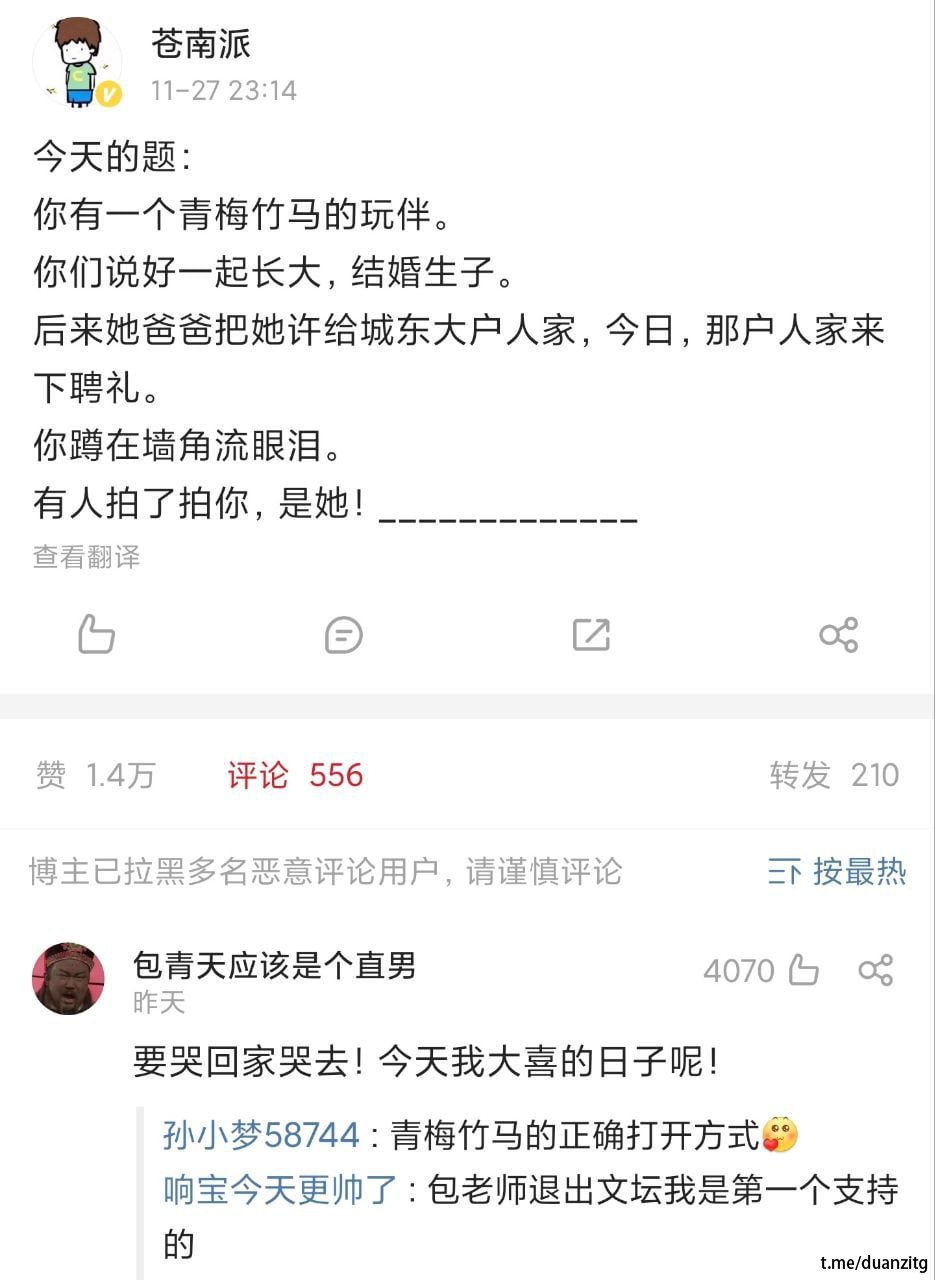 苍南派
11-27 23:14
今天的题:
你有一个青梅竹马的玩伴。
你们说好一起长大, 结婚生子。
后来她爸爸把她许给城东大户人家, 今日, 那户人家来
下聘礼。
你蹲在墙角流眼泪。
有人拍了拍你, 是她! _____________
查看翻译
赞 1.4万 评论 556 转发 210
博主已拉黑多名恶意评论用户, 请谨慎评论 按最热
包青天应该是个直男 4070
昨天
要哭回家哭去! 今天我大喜的日子呢!
孙小梦58744 : 青梅竹马的正确打开方式
响宝今天更帅了 : 包老师退出文坛我是第一个支持
的
t.me/duanzitg